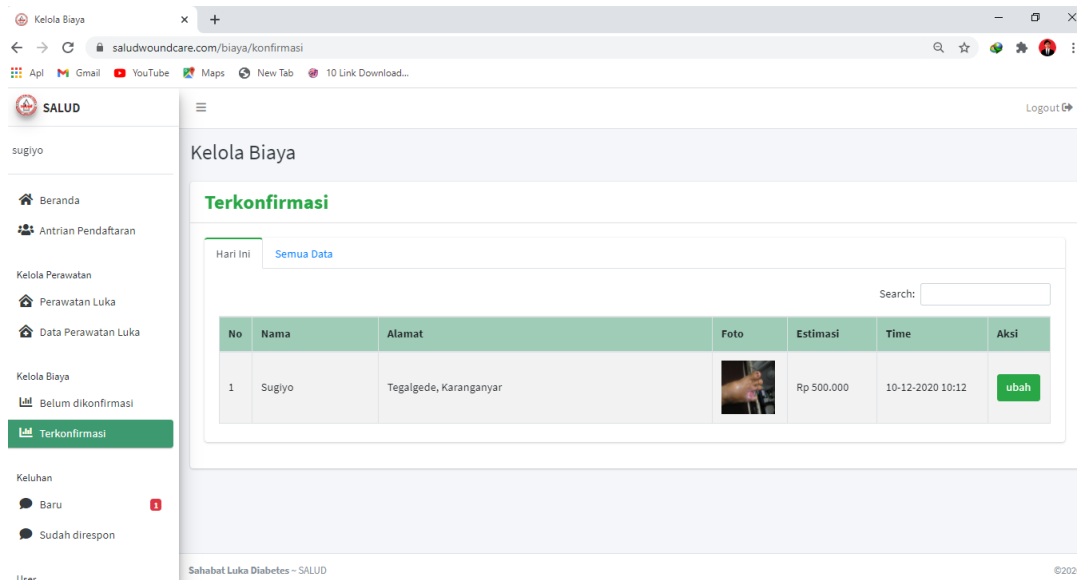 Kelola Biaya
saludwoundcare.com/biaya/konfirmasi
Apl Gmail YouTube Maps New Tab 10 Link Download...
SALUD
Logout
sugiyo
Kelola Biaya
Beranda
Antrian Pendaftaran
Kelola Perawatan
Perawatan Luka
Data Perawatan Luka
Kelola Biaya
Belum dikonfirmasi
Terkonfirmasi
Keluhan
Baru 1
Sudah direspon
User
Terkonfirmasi
Hari Ini Semua Data
Search:
No Nama Alamat Foto Estimasi Time Aksi
1 Sugiyo Tegalgede, Karanganyar Rp 500.000 10-12-2020 10:12 ubah
Sahabat Luka Diabetes ~ SALUD ©202